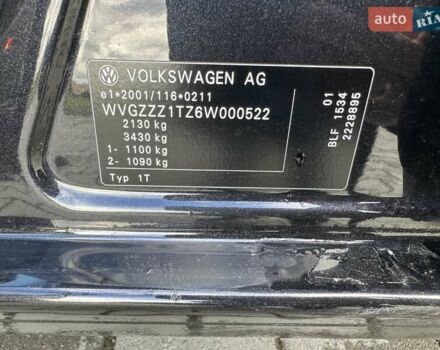 AUTO
RIA
VOLKSWAGEN AG
e1*2001/116*0211
WVGZZZ1TZ6W000522
2130 kg
3430 kg
1- 1100 kg
2- 1090 kg
Typ 1T
01
BLF 1534
2228895